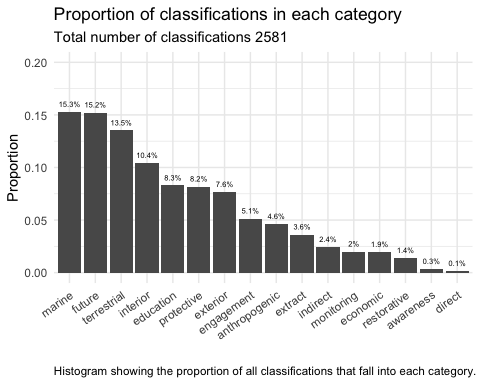 Proportion of classifications in each category
Total number of classifications 2581
0.20
0.15
0.10
0.05
0.00
Proportion
15.3%
15.2%
13.5%
10.4%
8.3%
8.2%
7.6%
5.1%
4.6%
3.6%
2.4%
2%
1.9%
1.4%
0.3%
0.1%
marine
future
terrestrial
interior
education
protective
exterior
engagement
anthropogenic
extract
indirect
monitoring
economic
restorative
awareness
direct
Histogram showing the proportion of all classifications that fall into each category.